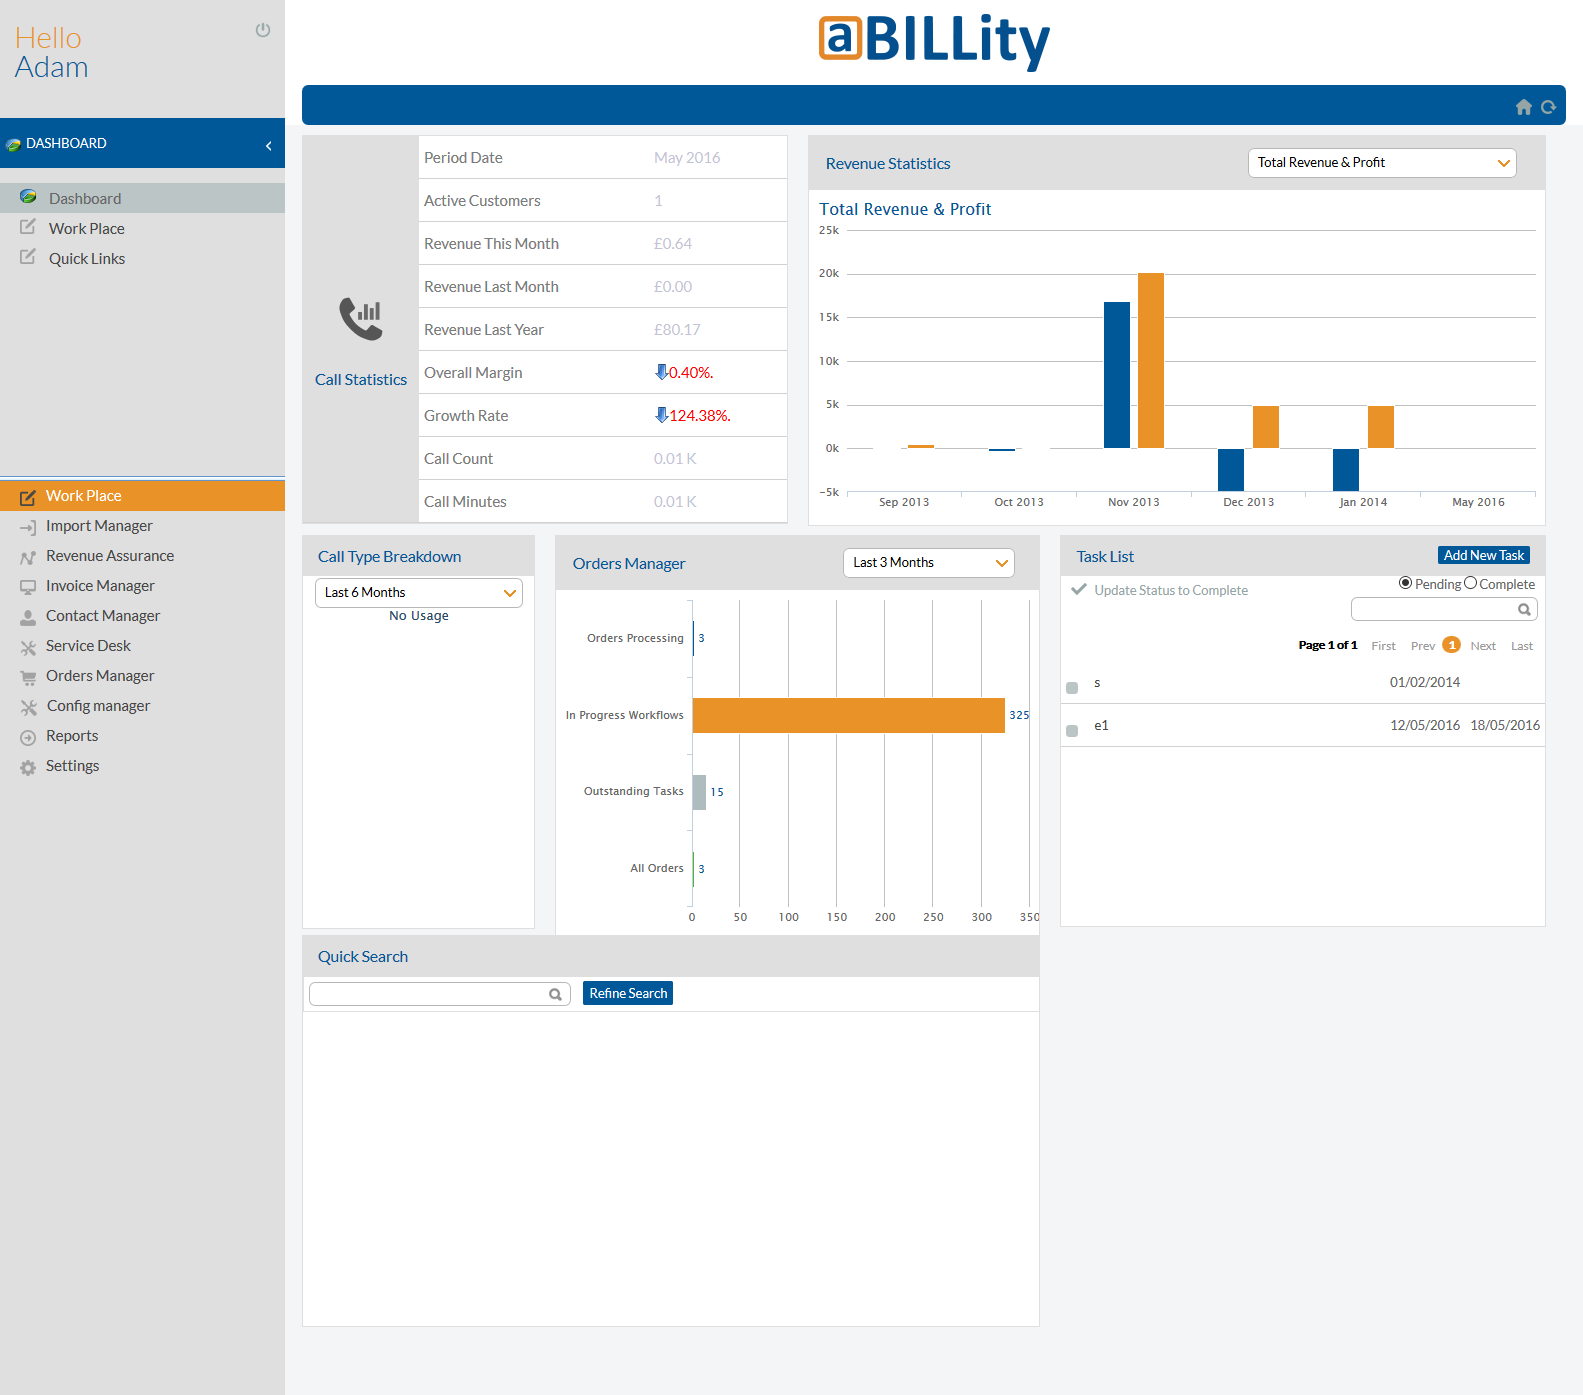 Hello
Adam
aBILLity
DASHBOARD
Dashboard
Work Place
Quick Links
Work Place
Import Manager
Revenue Assurance
Invoice Manager
Contact Manager
Service Desk
Orders Manager
Config manager
Reports
Settings
Call Statistics
Period Date May 2016
Active Customers 1
Revenue This Month £0.64
Revenue Last Month £0.00
Revenue Last Year £80.17
Overall Margin 0.40%.
Growth Rate 124.38%.
Call Count 0.01 K
Call Minutes 0.01 K
Revenue Statistics Total Revenue & Profit
Total Revenue & Profit
25k
20k
15k
10k
5k
0k
-5k
Sep 2013 Oct 2013 Nov 2013 Dec 2013 Jan 2014 May 2016
Call Type Breakdown
Last 6 Months
No Usage
Orders Manager Last 3 Months
Orders Processing 3
In Progress Workflows 325
Outstanding Tasks 15
All Orders 3
0 50 100 150 200 250 300 350
Task List Add New Task
Update Status to Complete Pending Complete
Page 1 of 1 First Prev 1 Next Last
s 01/02/2014
e1 12/05/2016 18/05/2016
Quick Search
Refine Search